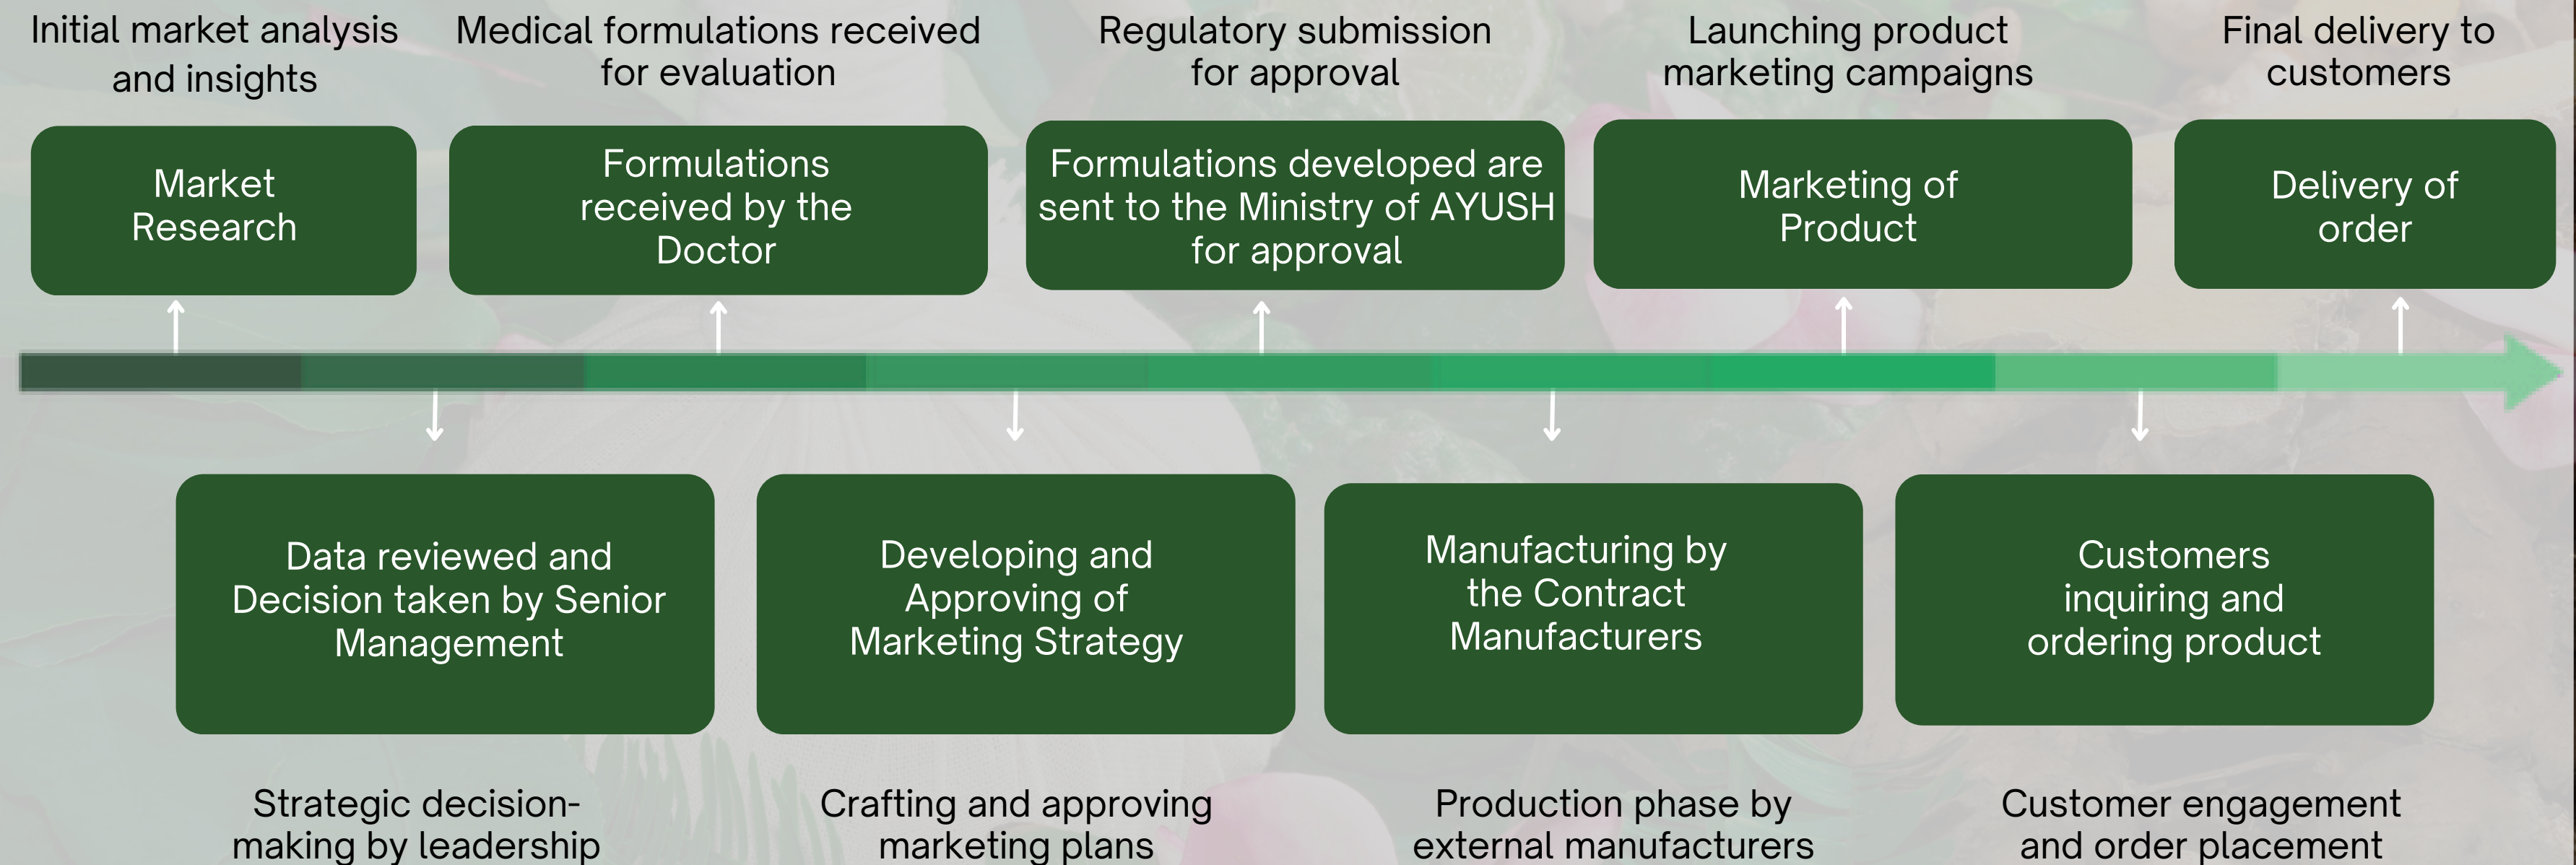 Initial market analysis
and insights
Medical formulations received
for evaluation
Regulatory submission
for approval
Launching product
marketing campaigns
Final delivery to
customers
Market
Research
Formulations
received by the
Doctor
Formulations developed are
sent to the Ministry of AYUSH
for approval
Marketing of
Product
Delivery of
order
Data reviewed and
Decision taken by Senior
Management
Developing and
Approving of
Marketing Strategy
Manufacturing by
the Contract
Manufacturers
Customers
inquiring and
ordering product
Strategic decision-
making by leadership
Crafting and approving
marketing plans
Production phase by
external manufacturers
Customer engagement
and order placement